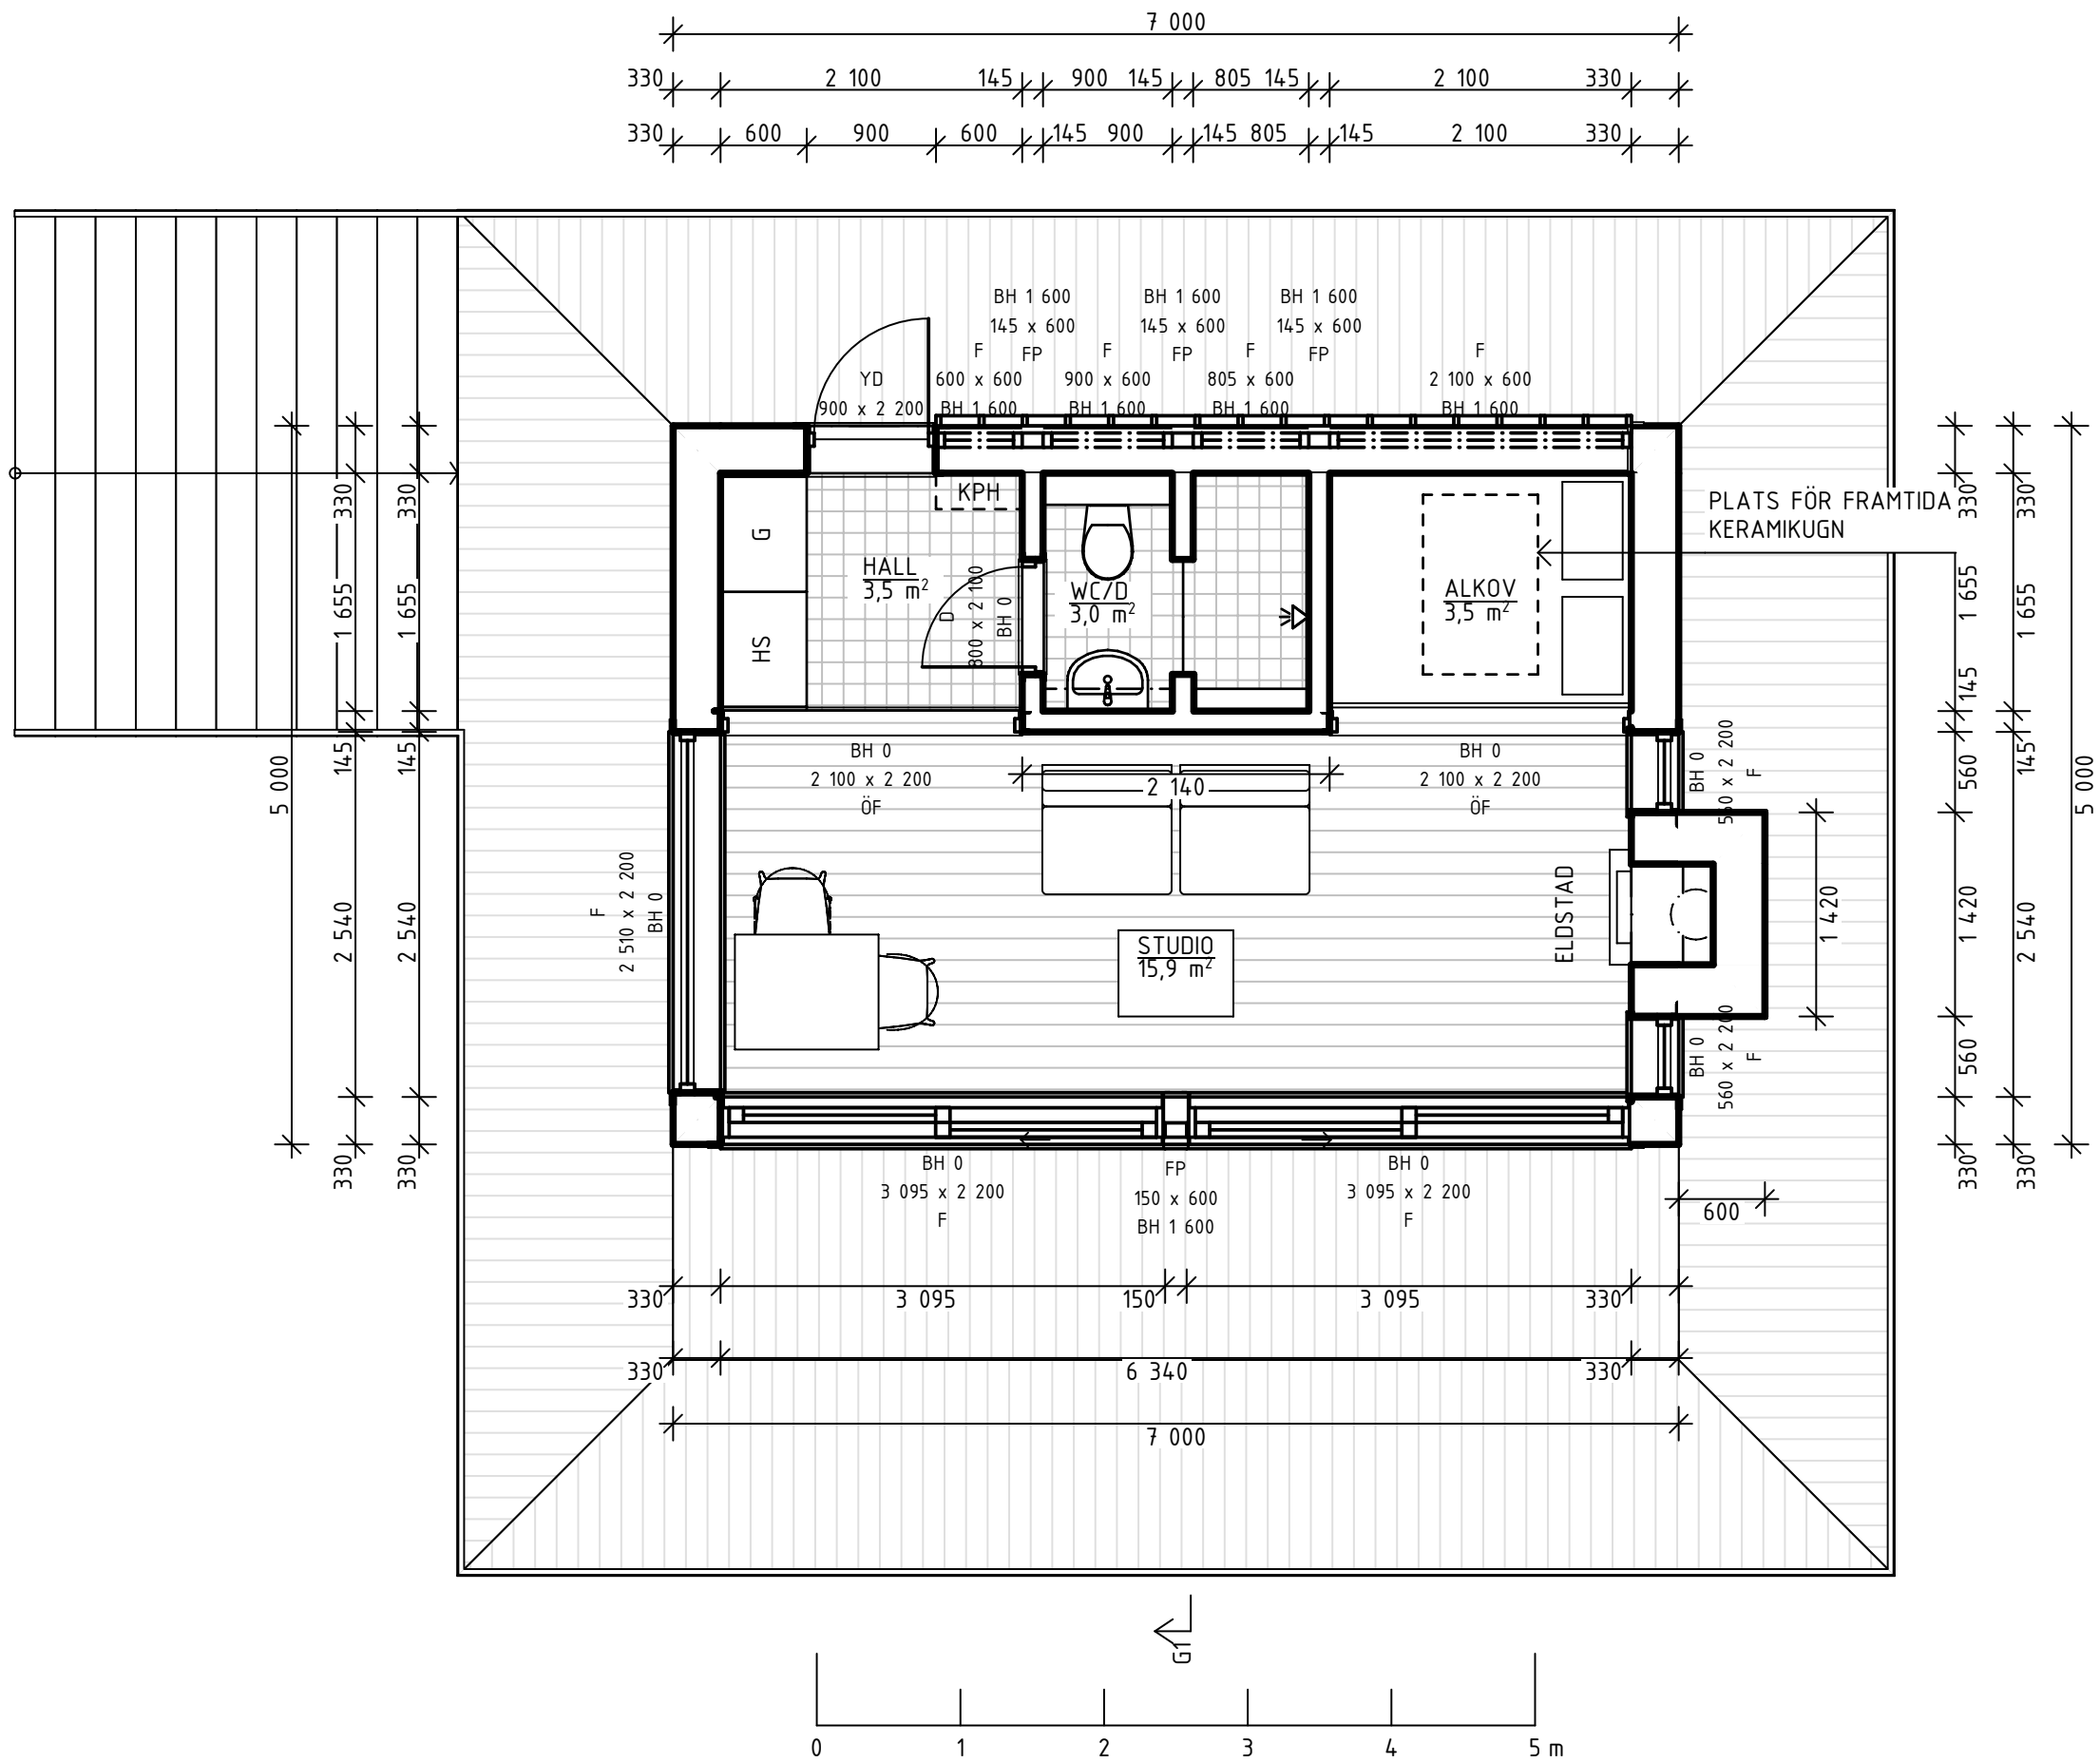 7 000
330 2 100 145 900 145 805 145 2 100 330
330 600 900 600 145 900 145 805 145 2 100 330
BH 1 600
145 x 600
FP
BH 1 600
145 x 600
FP
BH 1 600
145 x 600
FP
YD
900 x 2 200
F
600 x 600
BH 1 600
F
900 x 600
BH 1 600
F
805 x 600
BH 1 600
F
2 100 x 600
BH 1 600
PLATS FÖR FRAMTIDA
KERAMIKUGN
G
HS
KPH
HALL
3,5 m²
D
800 x 2 100
BH 0
WC/D
3,0 m²
ALKOV
3,5 m²
5 000
330
1 655
145
2 540
330
330
1 655
145
2 540
330
F
2 510 x 2 200
BH 0
BH 0
2 100 x 2 200
ÖF
2 140
BH 0
2 100 x 2 200
ÖF
STUDIO
15,9 m²
ELDSTAD
BH 0
560 x 2 200
F
BH 0
560 x 2 200
F
1 420
330
1 655
145
560
1 420
560
330
330
1 655
145
2 540
330
5 000
BH 0
3 095 x 2 200
F
FP
150 x 600
BH 1 600
BH 0
3 095 x 2 200
F
600
330 3 095 150 3 095 330
330 6 340 330
7 000
G1
0 1 2 3 4 5 m